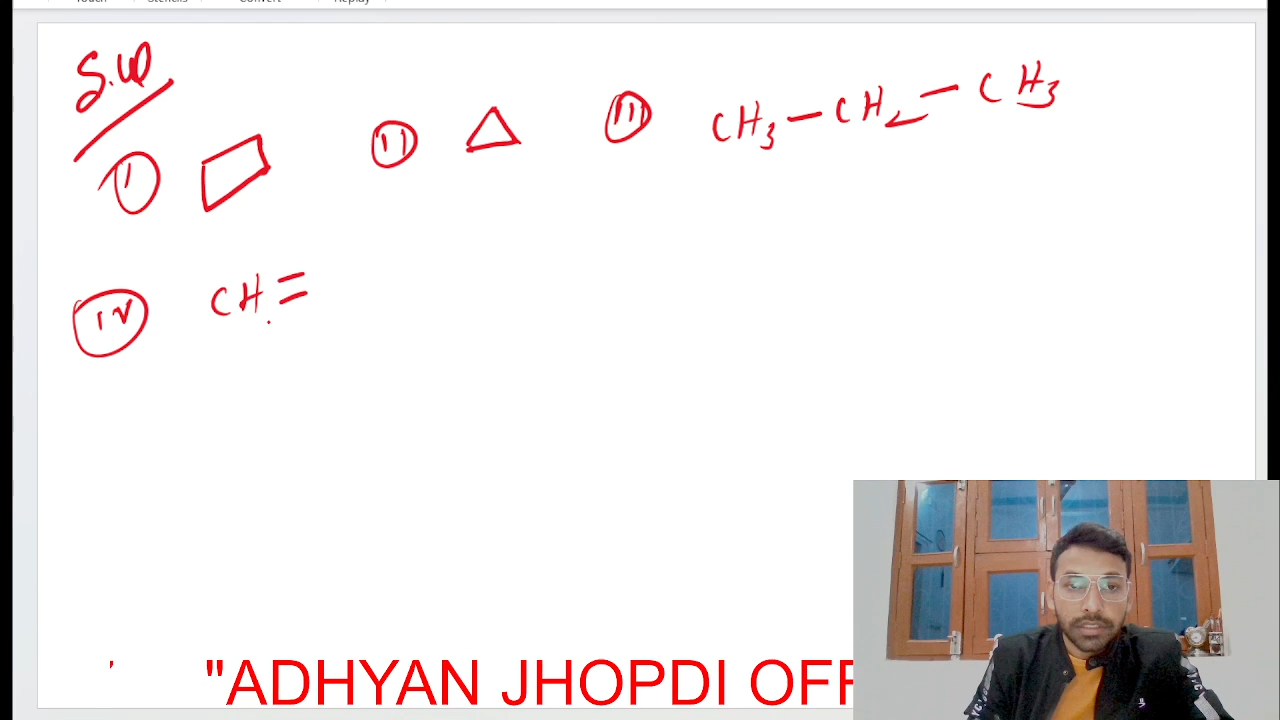 II III CH3-CH2-CH3
I
IV CH=
"ADHYAN JHOPDI OFF